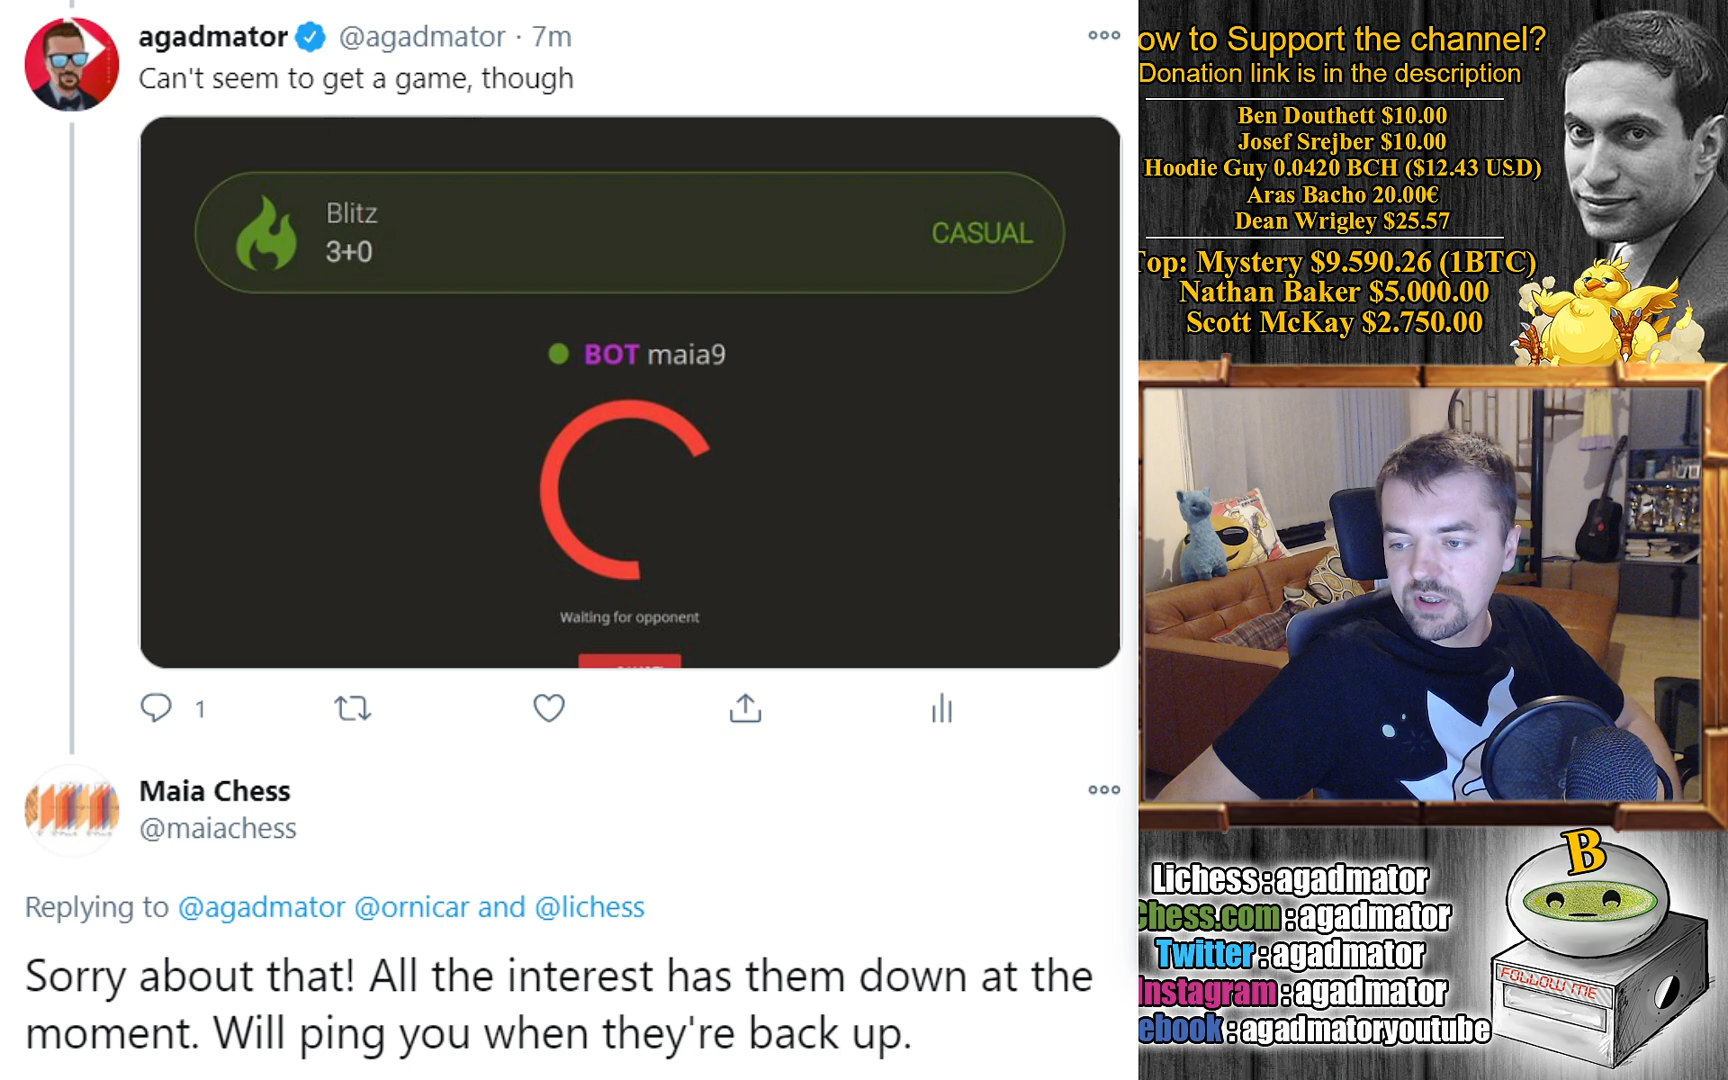 agadmator @agadmator · 7m
Can't seem to get a game, though
Blitz
3+0
CASUAL
BOT maia9
Waiting for opponent
1
Maia Chess
@maiachess
Replying to @agadmator @ornicar and @lichess
Sorry about that! All the interest has them down at the
moment. Will ping you when they're back up.
ow to Support the channel?
Donation link is in the description
Ben Douthett $10.00
Josef Srejber $10.00
Hoodie Guy 0.0420 BCH ($12.43 USD)
Aras Bacho 20.00€
Dean Wrigley $25.57
Top: Mystery $9.590.26 (1BTC)
Nathan Baker $5.000.00
Scott McKay $2.750.00
Lichess:agadmator
Chess.com:agadmator
Twitter:agadmator
Instagram:agadmator
ebook:agadmatoryoutube
B
FOLLOW ME